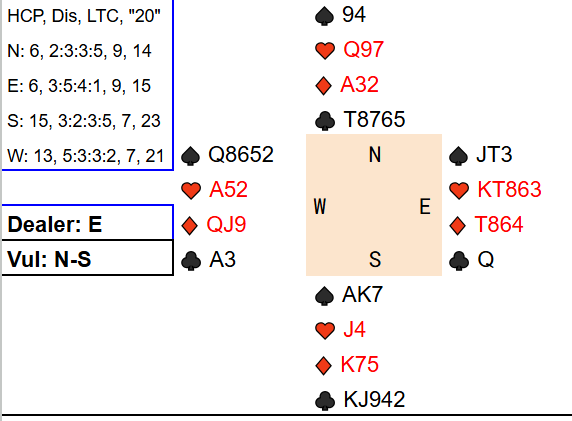 HCP, Dis, LTC, "20"
N: 6, 2:3:3:5, 9, 14
E: 6, 3:5:4:1, 9, 15
S: 15, 3:2:3:5, 7, 23
W: 13, 5:3:3:2, 7, 21
Dealer: E
Vul: N-S
♠ 94
♥ Q97
♦ A32
♣ T8765
♠ Q8652
♥ A52
♦ QJ9
♣ A3
N
W E
S
♠ JT3
♥ KT863
♦ T864
♣ Q
♠ AK7
♥ J4
♦ K75
♣ KJ942